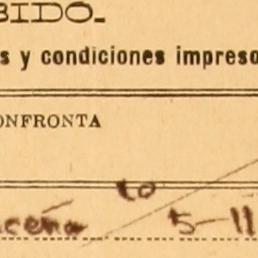 BIDO.
s y condiciones impreso
ONFRONTA
to
5-11